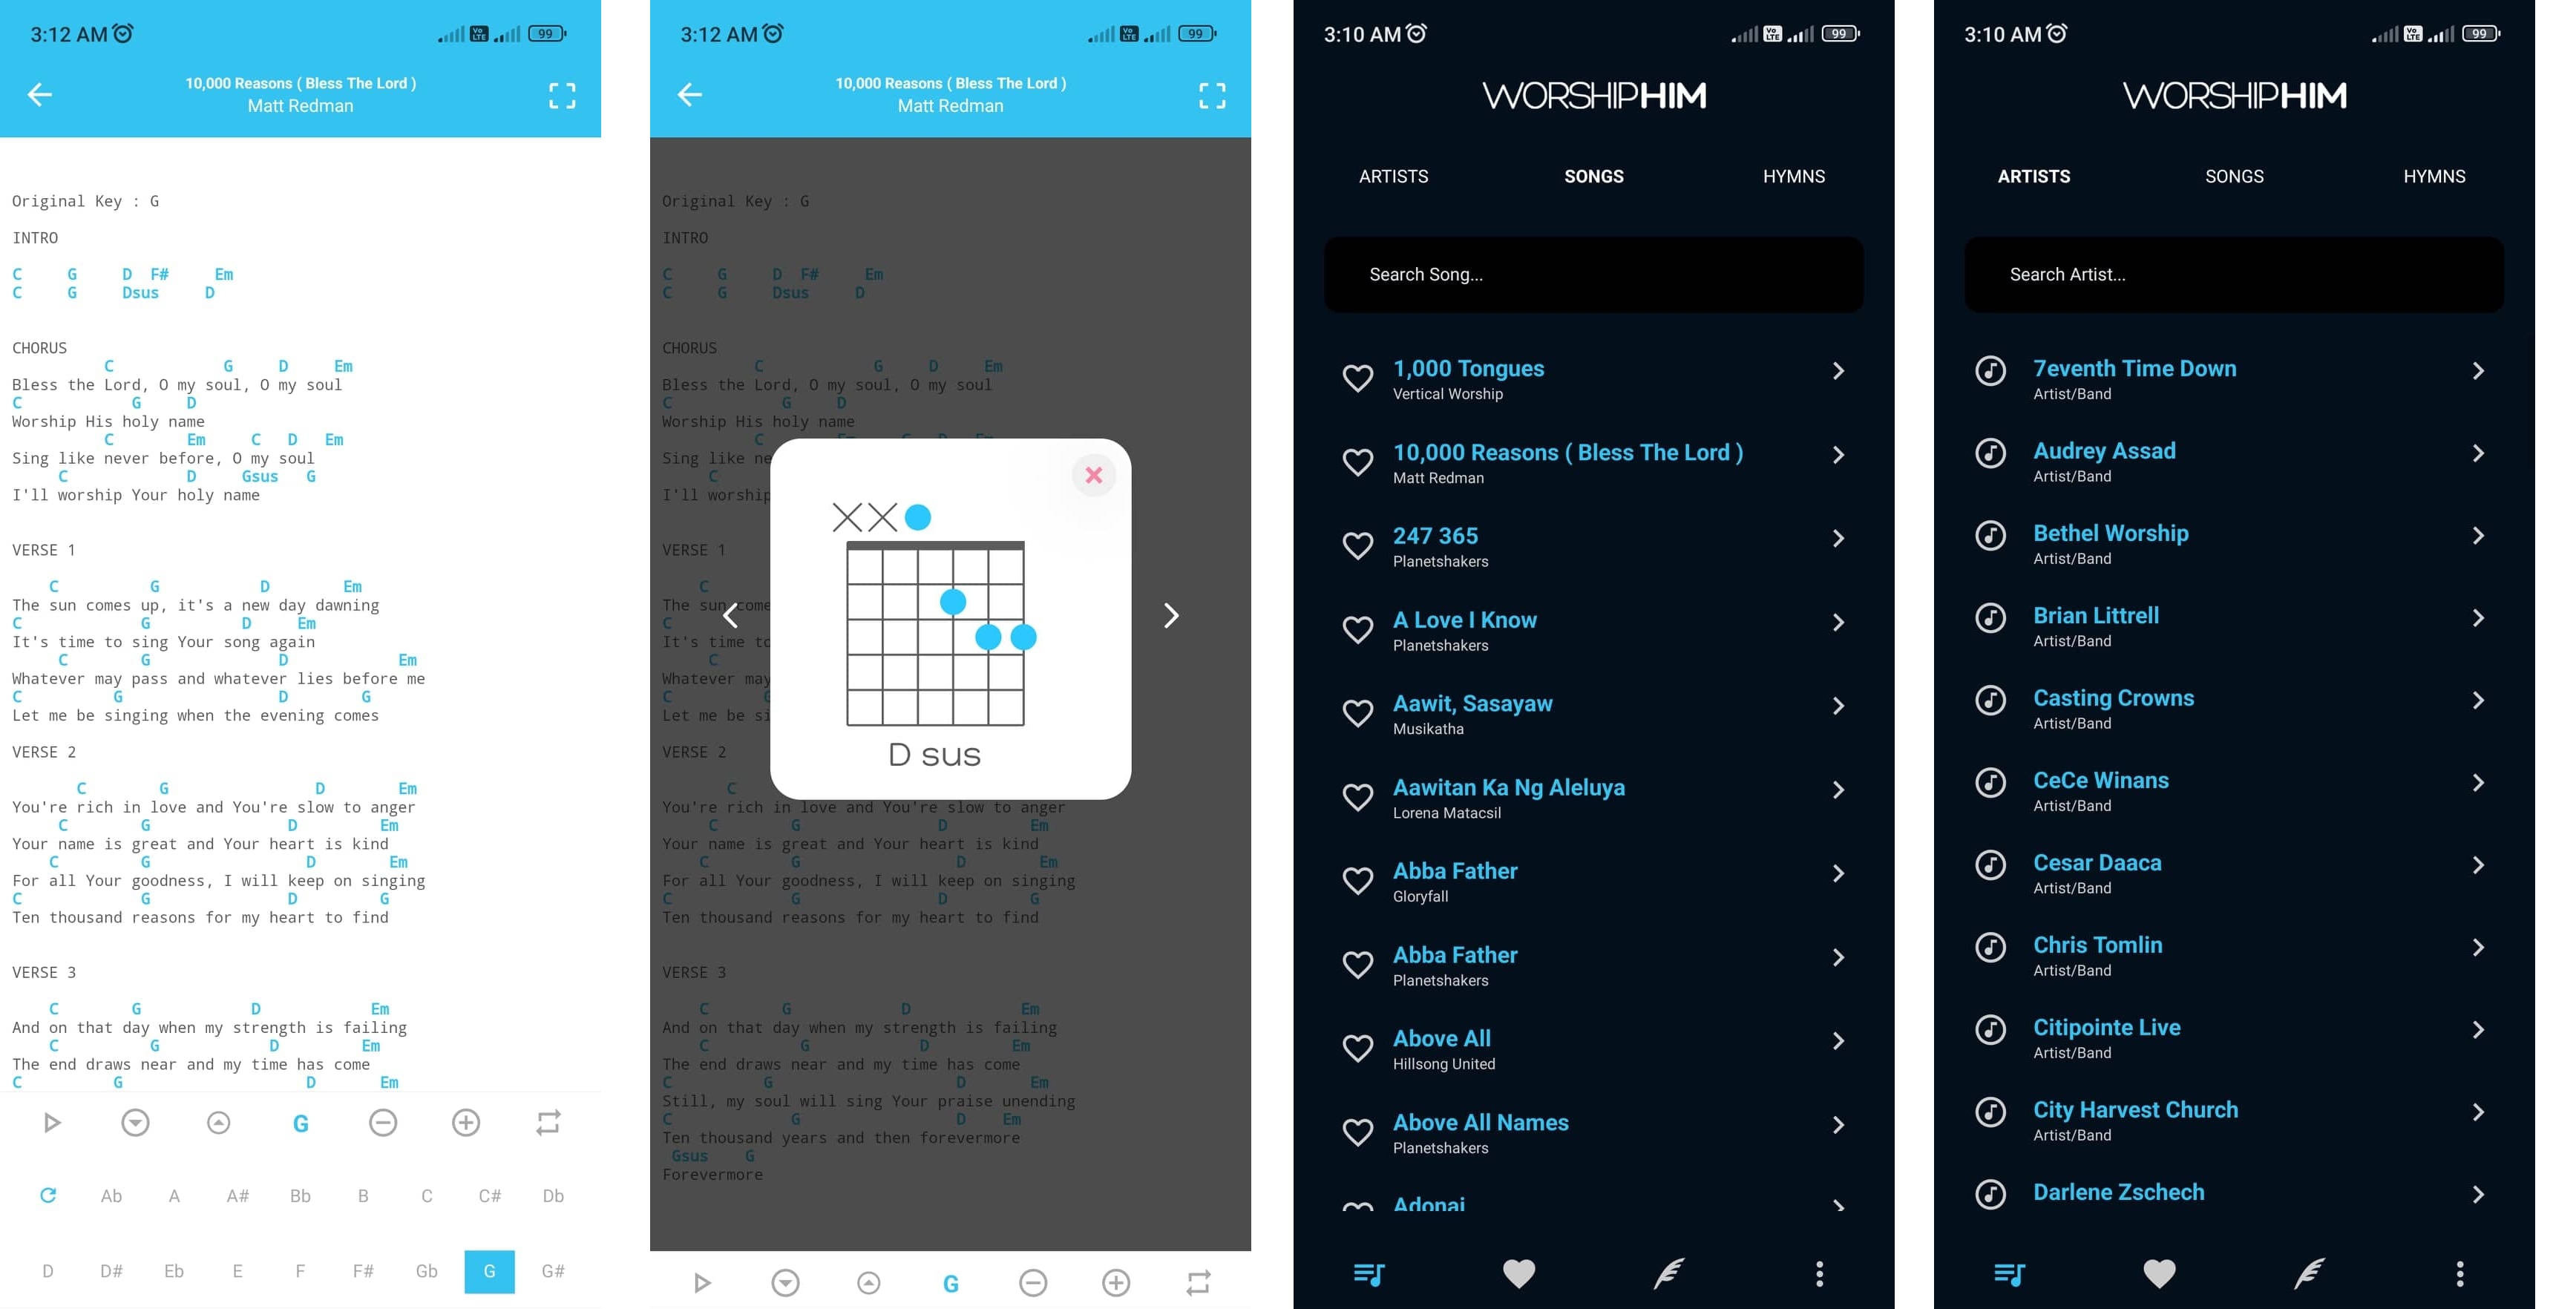 3:12 AM
Vo LTE
99
10,000 Reasons ( Bless The Lord )
Matt Redman
Original Key : G
INTRO
C G D F# Em
C G Dsus D
CHORUS
C G D Em
Bless the Lord, O my soul, O my soul
C G D
Worship His holy name
C Em C D Em
Sing like never before, O my soul
C D Gsus G
I'll worship Your holy name
VERSE 1
C G D Em
The sun comes up, it's a new day dawning
C G D Em
It's time to sing Your song again
C G D Em
Whatever may pass and whatever lies before me
C G D G
Let me be singing when the evening comes
VERSE 2
C G D Em
You're rich in love and You're slow to anger
C G D Em
Your name is great and Your heart is kind
C G D Em
For all Your goodness, I will keep on singing
C G D G
Ten thousand reasons for my heart to find
VERSE 3
C G D Em
And on that day when my strength is failing
C G D Em
The end draws near and my time has come
C G D Em
G
Ab A A# Bb B C C# Db
D D# Eb E F F# Gb G G#
3:12 AM
Vo LTE
99
10,000 Reasons ( Bless The Lord )
Matt Redman
Original Key : G
INTRO
C G D F# Em
C G Dsus D
CHORUS
C G D Em
Bless the Lord, O my soul, O my soul
C G D
Worship His holy name
C
Sing like ne
C
I'll worship
VERSE 1
C
The sun come
C
It's time to
C
Whatever may
C
Let me be si
VERSE 2
C
You're rich in love and You're slow to anger
C G D Em
Your name is great and Your heart is kind
C G D Em
For all Your goodness, I will keep on singing
C G D G
Ten thousand reasons for my heart to find
VERSE 3
C G D Em
And on that day when my strength is failing
C G D Em
The end draws near and my time has come
C G D Em
Still, my soul will sing Your praise unending
C G D Em
Ten thousand years and then forevermore
Gsus G
Forevermore
D sus
G
3:10 AM
Vo LTE
99
WORSHIPHIM
ARTISTS SONGS HYMNS
Search Song...
1,000 Tongues
Vertical Worship
10,000 Reasons ( Bless The Lord )
Matt Redman
247 365
Planetshakers
A Love I Know
Planetshakers
Aawit, Sasayaw
Musikatha
Aawitan Ka Ng Aleluya
Lorena Matacsil
Abba Father
Gloryfall
Abba Father
Planetshakers
Above All
Hillsong United
Above All Names
Planetshakers
Adonai
3:10 AM
Vo LTE
99
WORSHIPHIM
ARTISTS SONGS HYMNS
Search Artist...
7eventh Time Down
Artist/Band
Audrey Assad
Artist/Band
Bethel Worship
Artist/Band
Brian Littrell
Artist/Band
Casting Crowns
Artist/Band
CeCe Winans
Artist/Band
Cesar Daaca
Artist/Band
Chris Tomlin
Artist/Band
Citipointe Live
Artist/Band
City Harvest Church
Artist/Band
Darlene Zschech